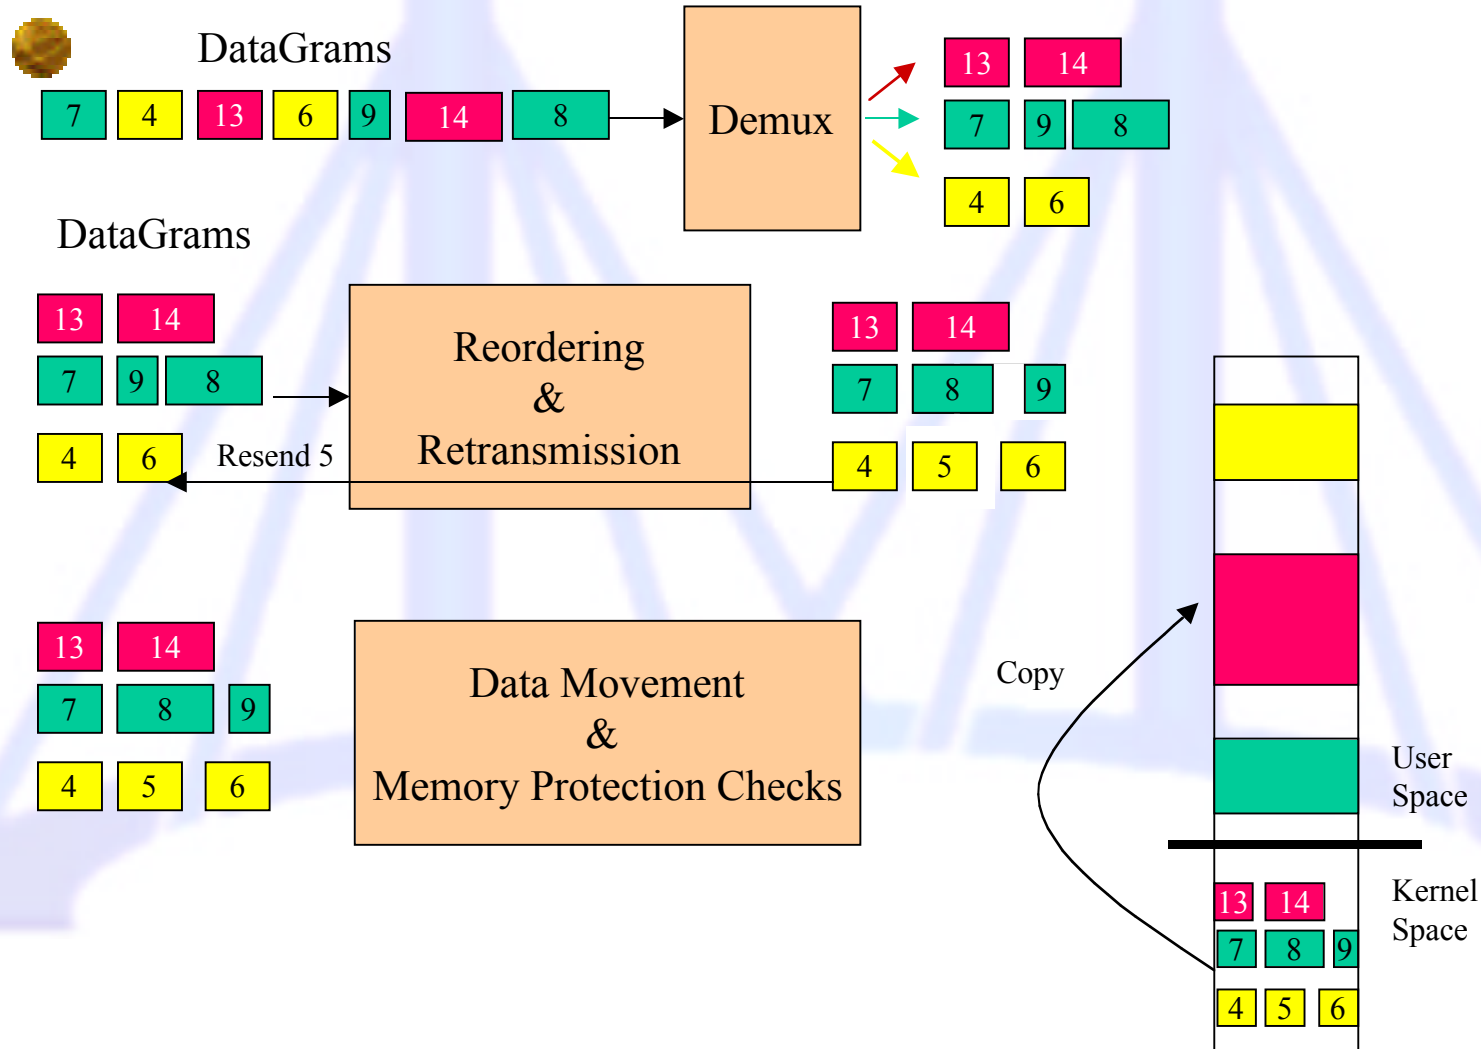 DataGrams
7 4 13 6 9 14 8
Demux
13 14
7 9 8
4 6
DataGrams
13 14
7 9 8
4 6
Resend 5
Reordering
&
Retransmission
13 14
7 8 9
4 5 6
13 14
7 8 9
4 5 6
Data Movement
&
Memory Protection Checks
Copy
User
Space
Kernel
Space
13 14
7 8 9
4 5 6